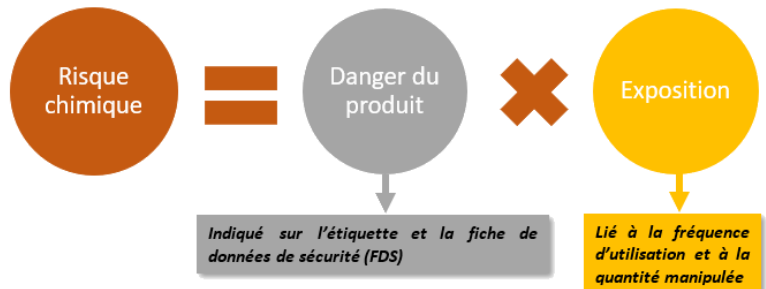 Risque
chimique
Danger du
produit
Exposition
Indiqué sur l'étiquette et la fiche de
données de sécurité (FDS)
Lié à la fréquence
d'utilisation et à la
quantité manipulée